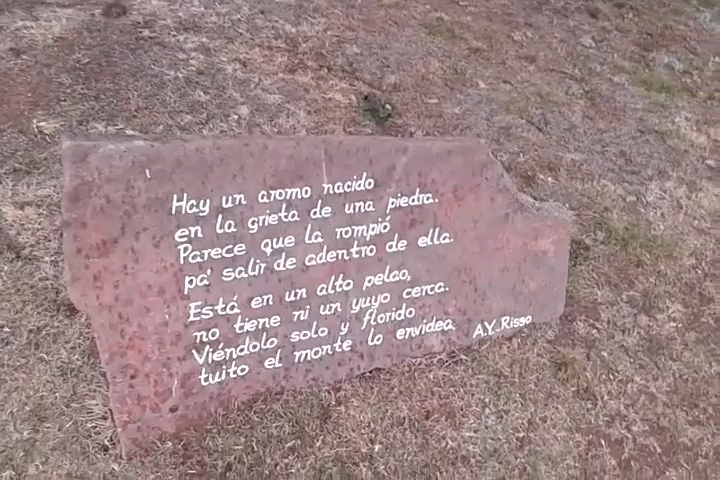 Hay un aromo nacido
en la grieta de una piedra.
Parece que la rompió
pa' salir de adentro de ella.
Está en un alto pelao,
no tiene ni un yuyo cerca.
Viéndolo solo y florido
tuito el monte lo envidea.
A.Y. Risso